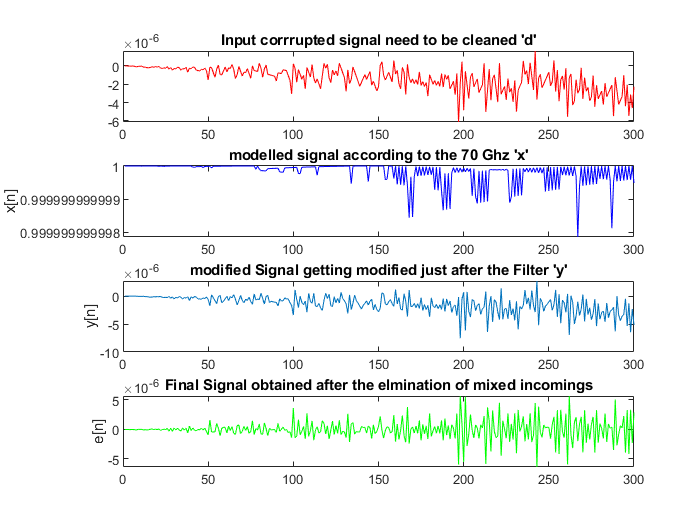 Input corrrupted signal need to be cleaned 'd'
×10^-6
0
-2
-4
-6
0 50 100 150 200 250 300
modelled signal according to the 70 Ghz 'x'
x[n]
1
0.999999999999
0.999999999998
0 50 100 150 200 250 300
modified Signal getting modified just after the Filter 'y'
×10^-6
y[n]
0
-5
-10
0 50 100 150 200 250 300
Final Signal obtained after the elmination of mixed incomings
×10^-6
e[n]
5
0
-5
0 50 100 150 200 250 300